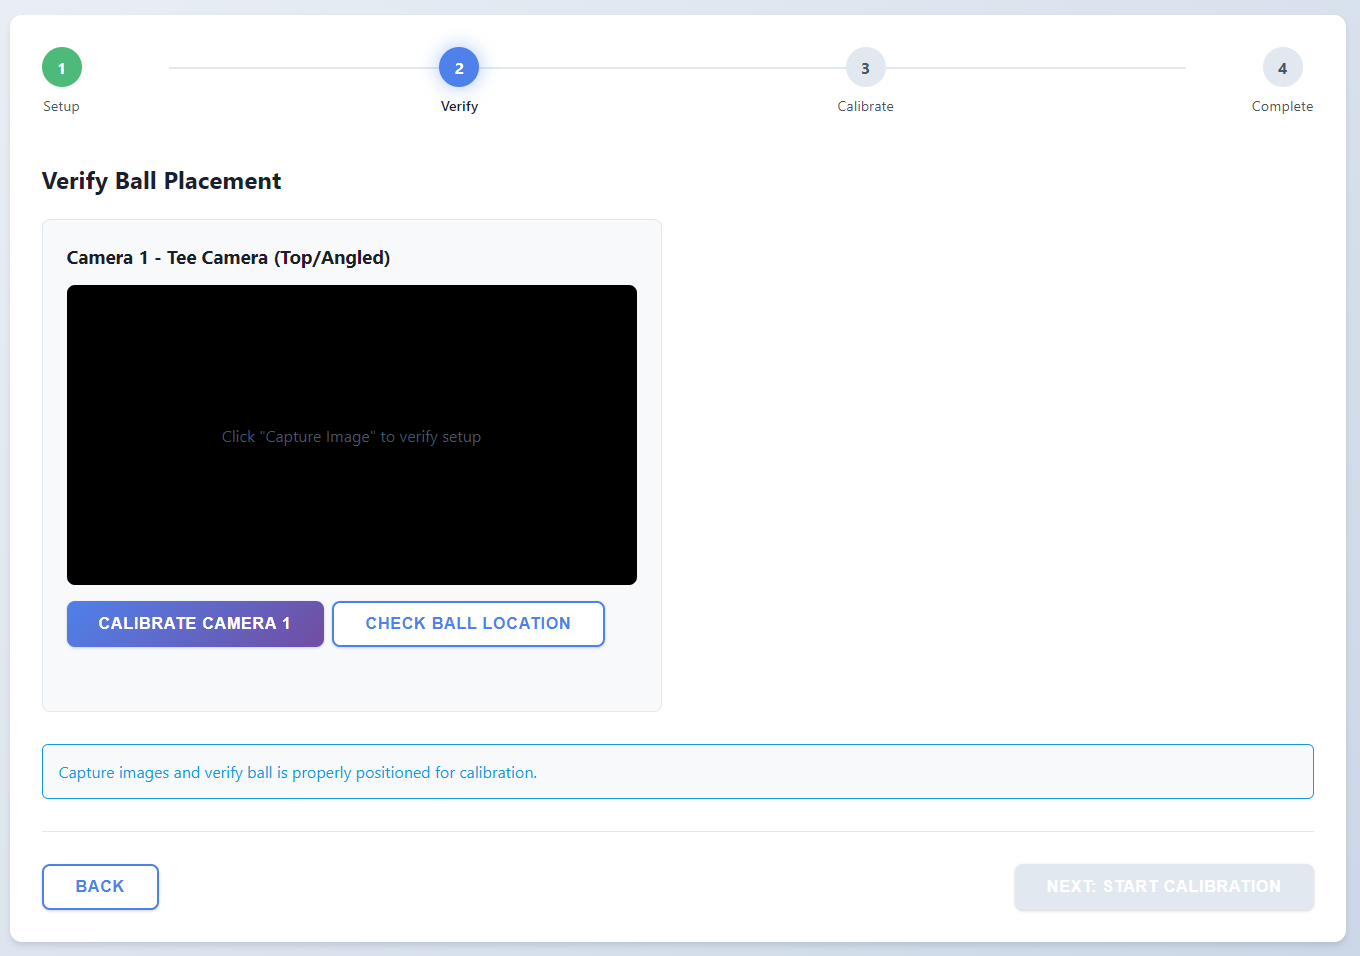 1
2
3
4
Setup
Verify
Calibrate
Complete
Verify Ball Placement
Camera 1 - Tee Camera (Top/Angled)
Click "Capture Image" to verify setup
CALIBRATE CAMERA 1
CHECK BALL LOCATION
Capture images and verify ball is properly positioned for calibration.
BACK
NEXT: START CALIBRATION